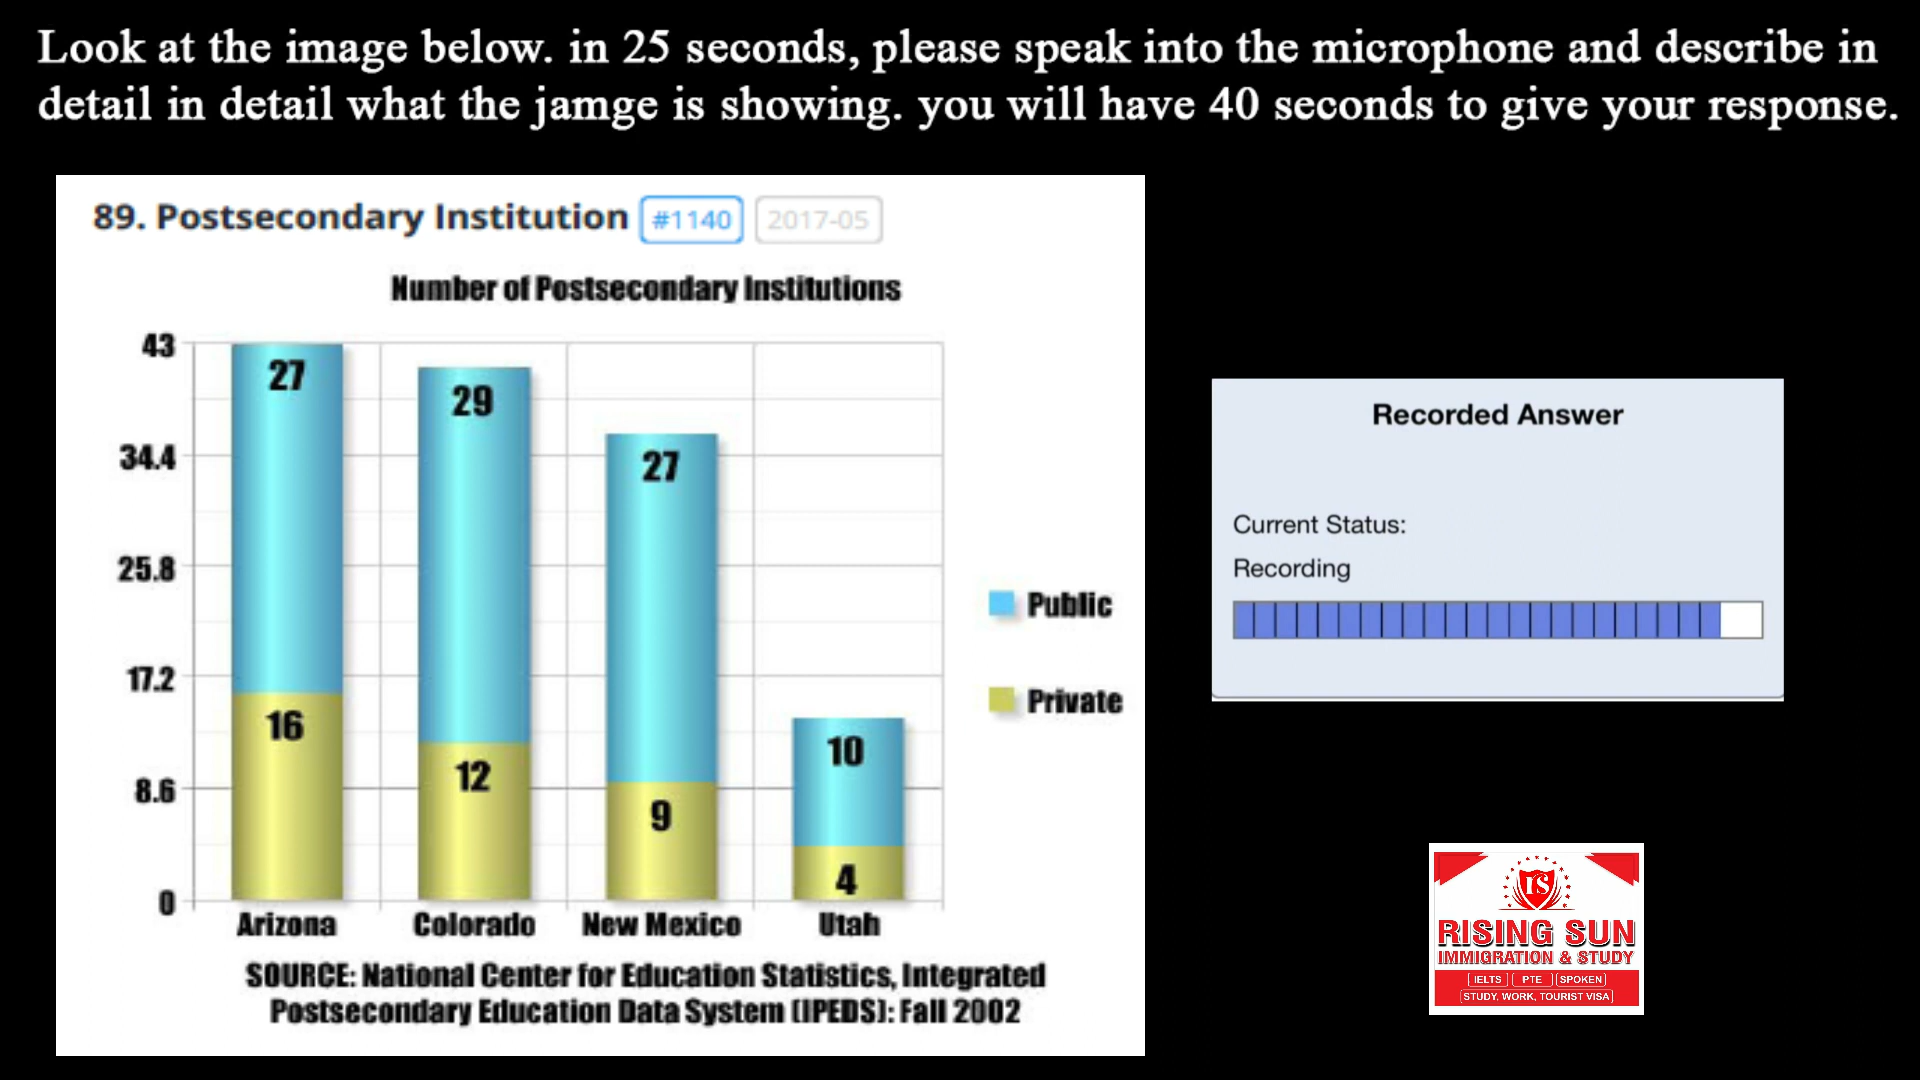 Look at the image below. in 25 seconds, please speak into the microphone and describe in
detail in detail what the jamge is showing. you will have 40 seconds to give your response.
89. Postsecondary Institution #1140 2017-05
Number of Postsecondary Institutions
43
34.4
25.8
17.2
8.6
0
27
29
27
10
16
12
9
4
Arizona Colorado New Mexico Utah
Public
Private
SOURCE: National Center for Education Statistics, Integrated
Postsecondary Education Data System (IPEDS): Fall 2002
Recorded Answer
Current Status:
Recording
RS
RISING SUN
IMMIGRATION & STUDY
IELTS PTE SPOKEN
STUDY, WORK, TOURIST VISA